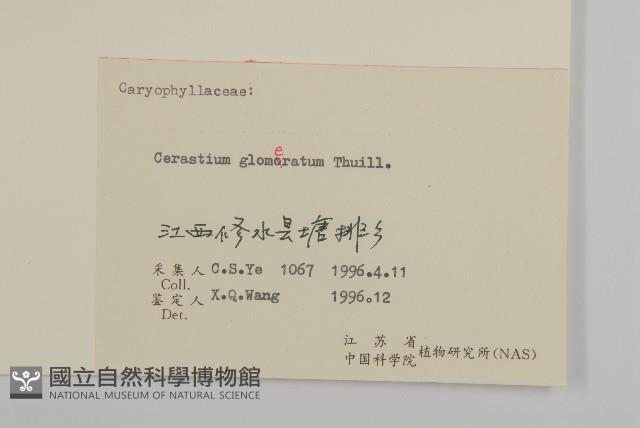 Caryophyllaceae:
Cerastium glomeratum Thuill.
江西修水县塘排乡
采集人 C.S.Ye 1067 1996.4.11
Coll.
鉴定人 X.Q.Wang 1996.12
Det.
江苏省
中国科学院 植物研究所(NAS)
國立自然科學博物館
NATIONAL MUSEUM OF NATURAL SCIENCE